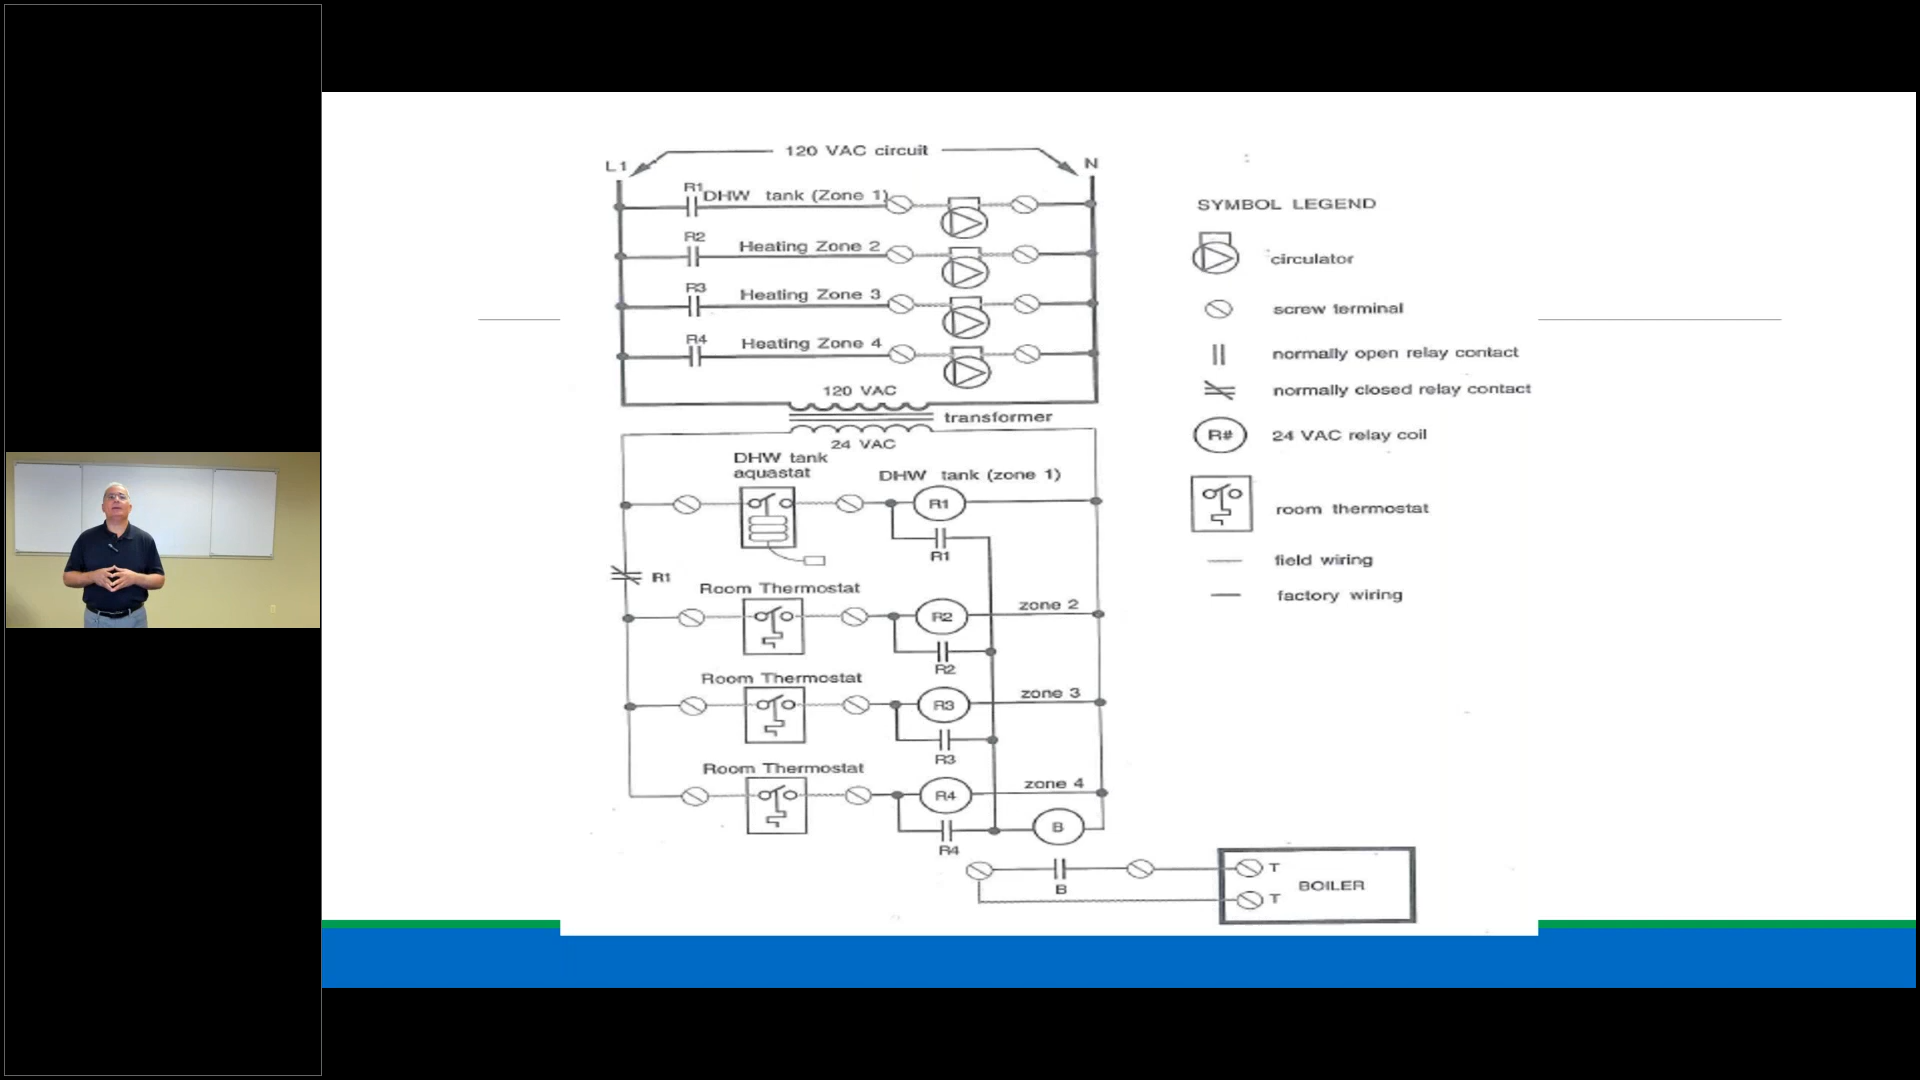 120 VAC circuit
L1
N
R1
DHW tank (Zone 1)
R2
Heating Zone 2
R3
Heating Zone 3
R4
Heating Zone 4
120 VAC
transformer
24 VAC
DHW tank
aquastat
DHW tank (zone 1)
R1
R1
R1
Room Thermostat
zone 2
R2
R2
Room Thermostat
zone 3
R3
R3
Room Thermostat
zone 4
R4
B
R4
B
T
BOILER
T
SYMBOL LEGEND
circulator
screw terminal
normally open relay contact
normally closed relay contact
R#
24 VAC relay coil
room thermostat
field wiring
factory wiring